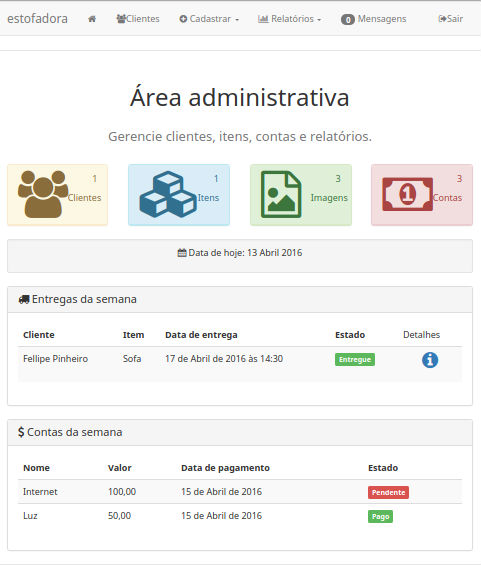 estofadora Clientes Cadastrar Relatórios 0 Mensagens Sair
Área administrativa
Gerencie clientes, itens, contas e relatórios.
1
Clientes
1
Itens
3
Imagens
3
Contas
Data de hoje: 13 Abril 2016
Entregas da semana
Cliente Item Data de entrega Estado Detalhes
Fellipe Pinheiro Sofa 17 de Abril de 2016 às 14:30 Entregue
$ Contas da semana
Nome Valor Data de pagamento Estado
Internet 100,00 15 de Abril de 2016 Pendente
Luz 50,00 15 de Abril de 2016 Pago